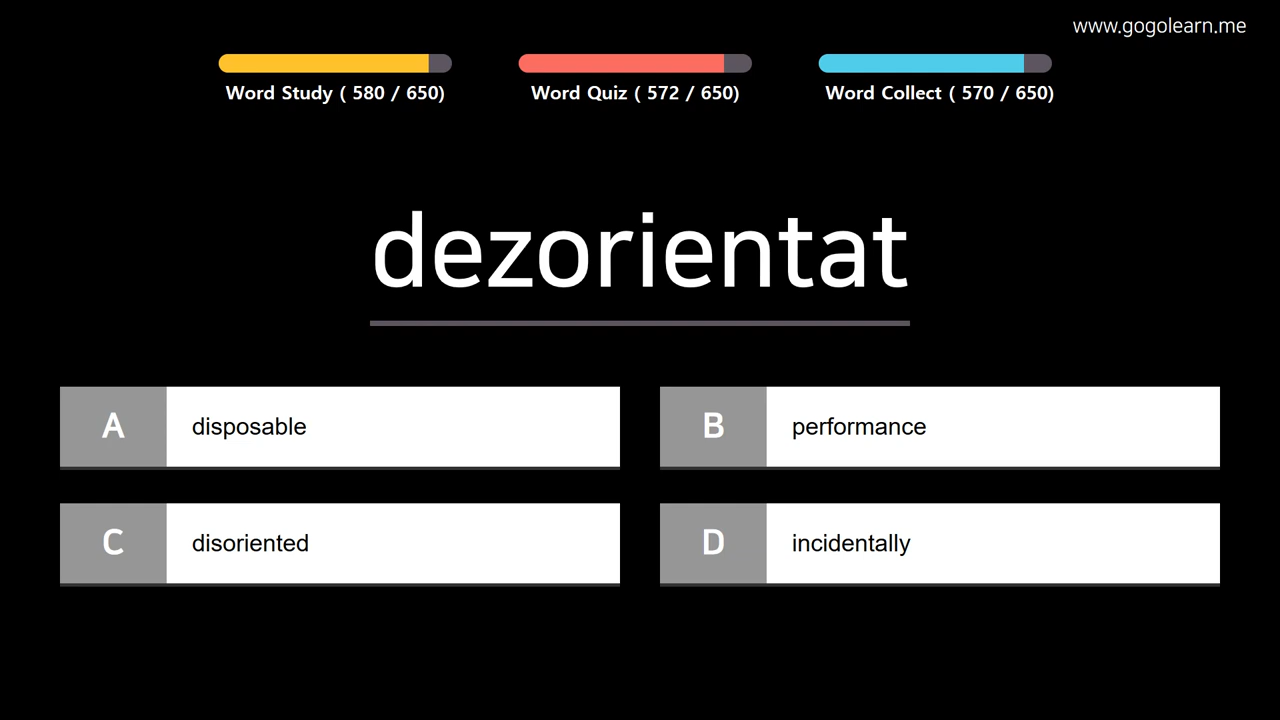 www.gogolearn.me
Word Study ( 580 / 650)
Word Quiz ( 572 / 650)
Word Collect ( 570 / 650)
dezorientat
A disposable
B performance
C disoriented
D incidentally